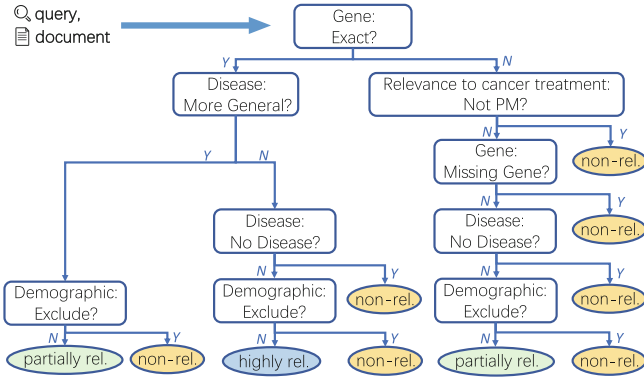 query,
document
Gene:
Exact?
Y
N
Disease:
More General?
Relevance to cancer treatment:
Not PM?
N
Y
Gene:
Missing Gene?
non-rel.
Y
N
N
Y
Disease:
No Disease?
Disease:
No Disease?
non-rel.
N
Y
N
Y
Demographic:
Exclude?
Demographic:
Exclude?
non-rel.
Demographic:
Exclude?
non-rel.
N
Y
N
Y
N
Y
partially rel.
non-rel.
highly rel.
non-rel.
partially rel.
non-rel.